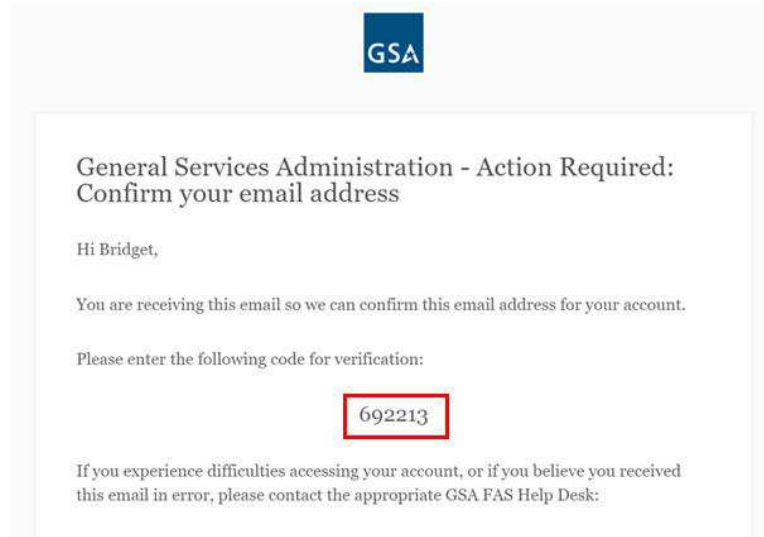 GSA
General Services Administration - Action Required:
Confirm your email address
Hi Bridget,
You are receiving this email so we can confirm this email address for your account.
Please enter the following code for verification:
692213
If you experience difficulties accessing your account, or if you believe you received
this email in error, please contact the appropriate GSA FAS Help Desk: